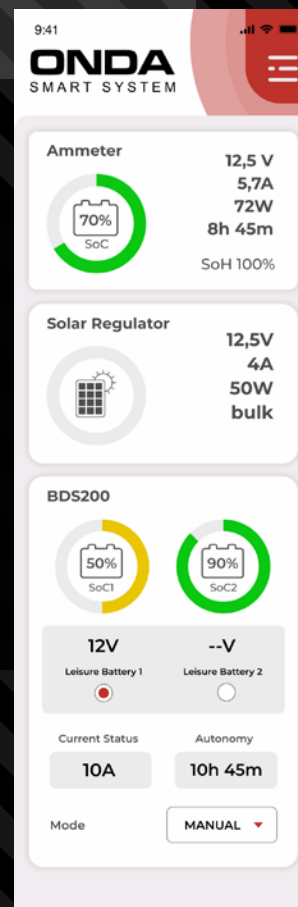 9:41
ONDA
SMART SYSTEM
Ammeter
70%
SoC
12,5 V
5,7A
72W
8h 45m
SoH 100%
Solar Regulator
12,5V
4A
50W
bulk
BDS200
50%
SoC1
90%
SoC2
12V
--V
Leisure Battery 1
Leisure Battery 2
Current Status
Autonomy
10A
10h 45m
Mode
MANUAL